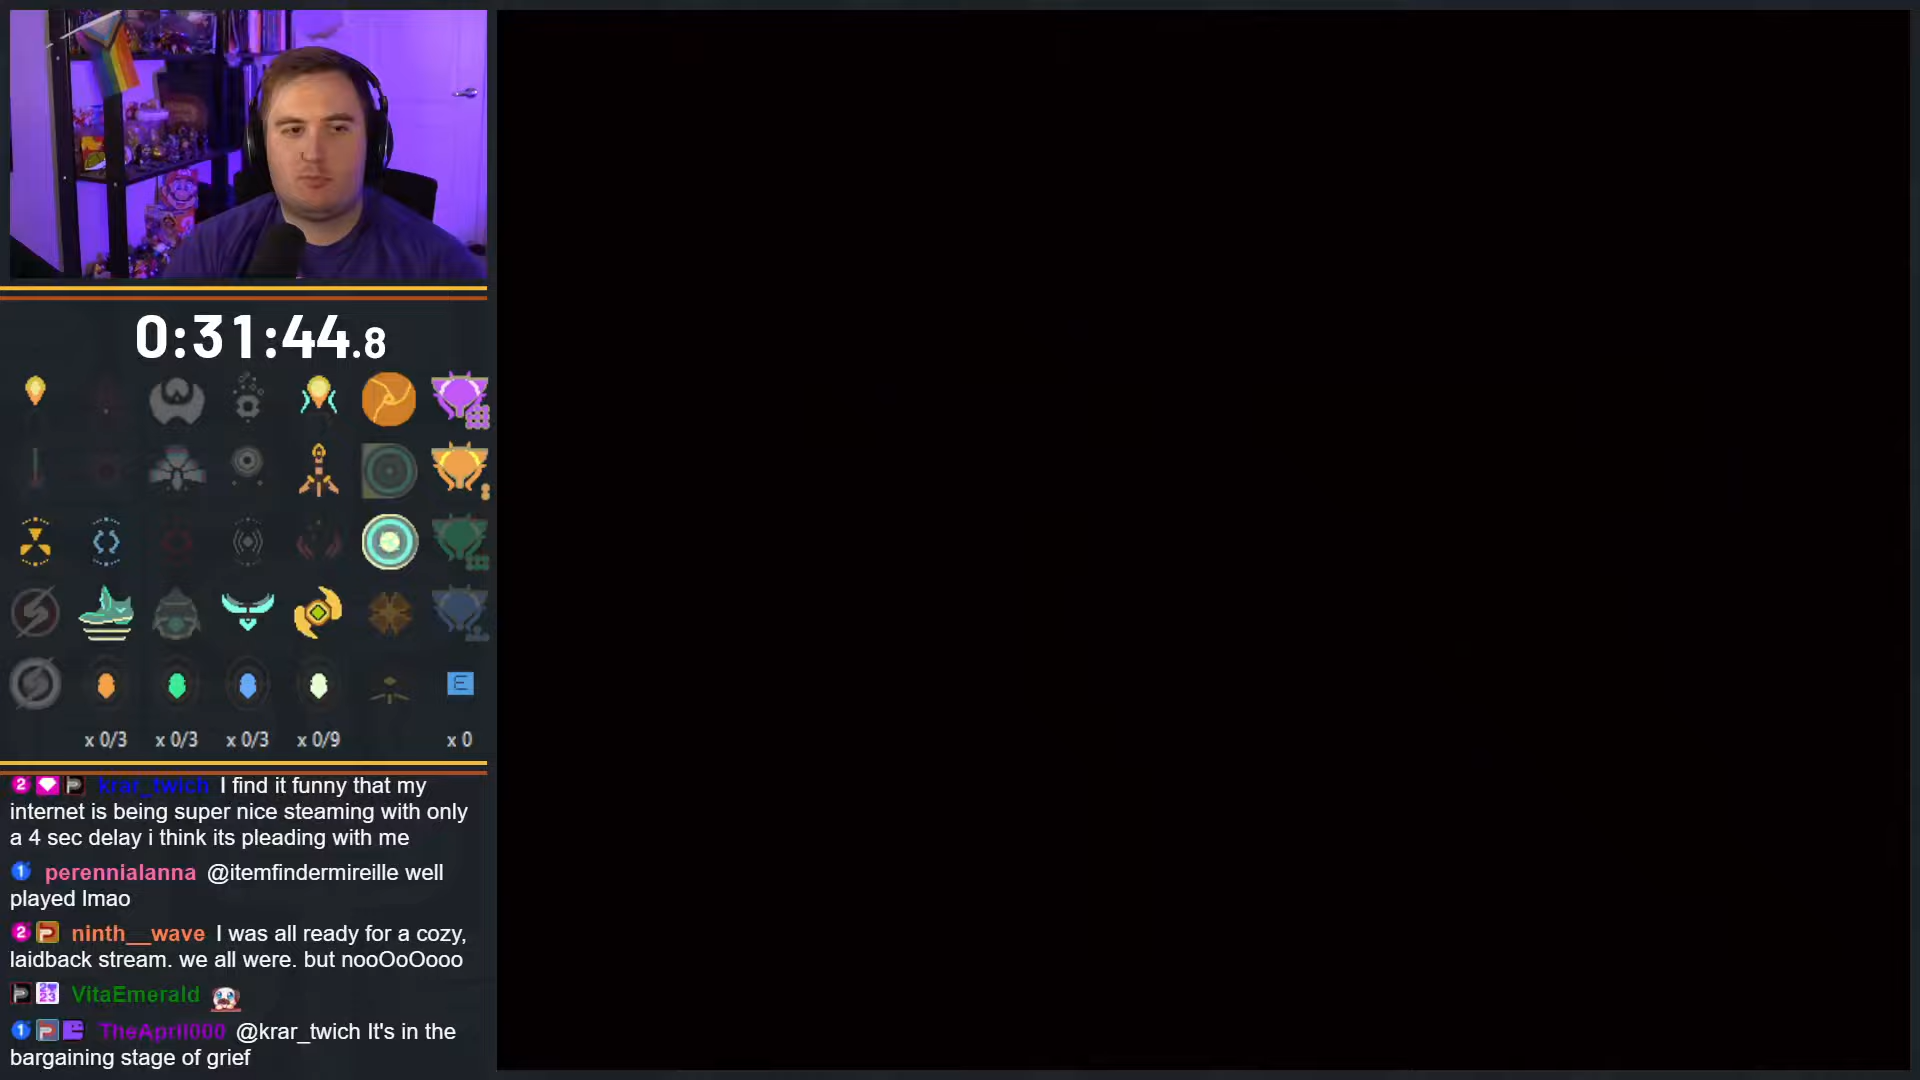 0:31:44.8
x 0/3 x 0/3 x 0/3 x 0/9 x 0
E
krar_twich I find it funny that my
internet is being super nice steaming with only
a 4 sec delay i think its pleading with me
perennialanna @itemfindermireille well
played lmao
ninth__wave I was all ready for a cozy,
laidback stream. we all were. but nooOoOooo
VitaEmerald
TheApril000 @krar_twich It's in the
bargaining stage of grief